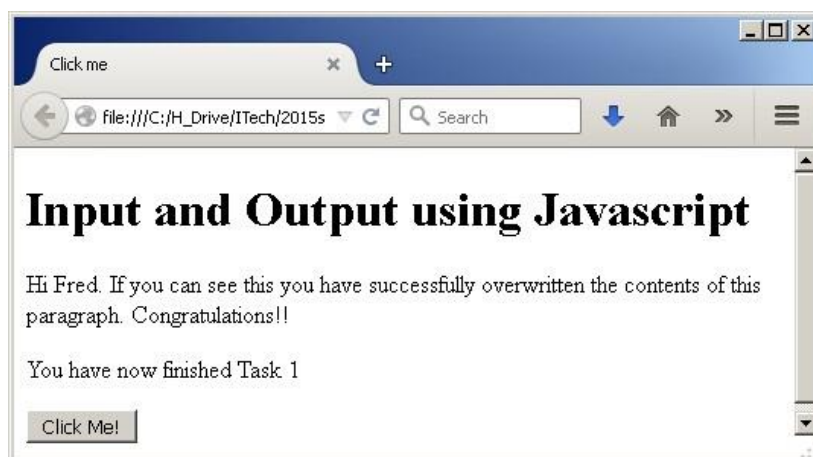 Click me
file:///C:/H_Drive/ITech/2015s
Search
Input and Output using Javascript
Hi Fred. If you can see this you have successfully overwritten the contents of this
paragraph. Congratulations!!
You have now finished Task 1
Click Me!